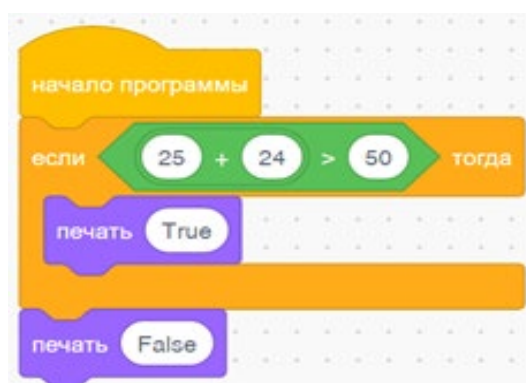 начало программы
если 25 + 24 > 50 тогда
печать True
печать False